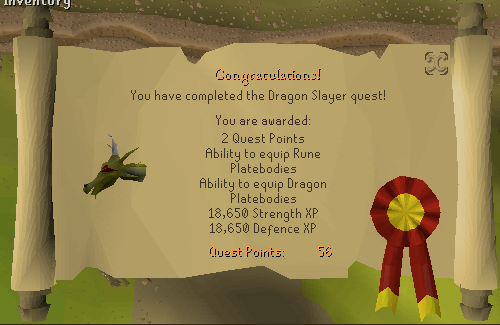 Inventory
Congratulations!
You have completed the Dragon Slayer quest!
You are awarded:
2 Quest Points
Ability to equip Rune
Platebodies
Ability to equip Dragon
Platebodies
18,650 Strength XP
18,650 Defence XP
Quest Points: 56